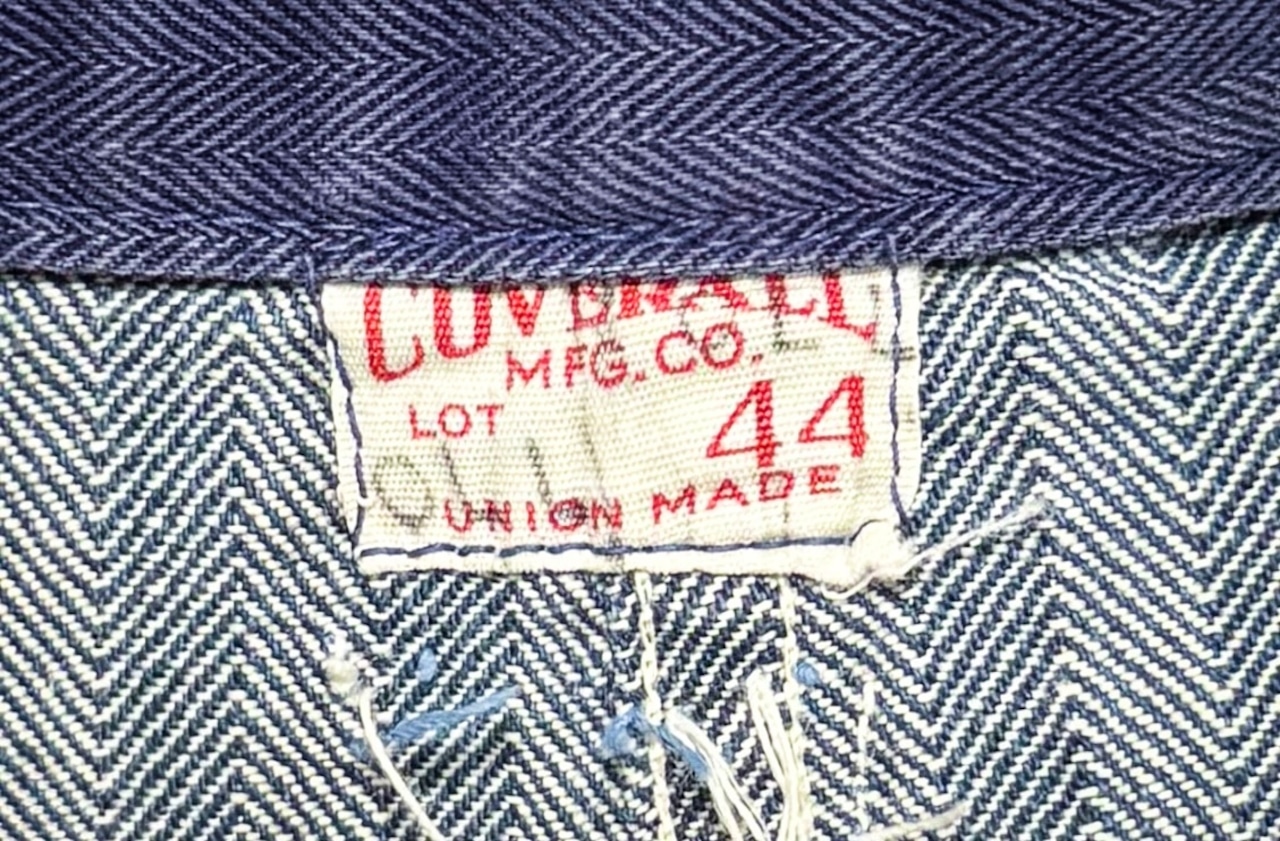 COVERALL
MFG. CO.
LOT
44
UNION MADE